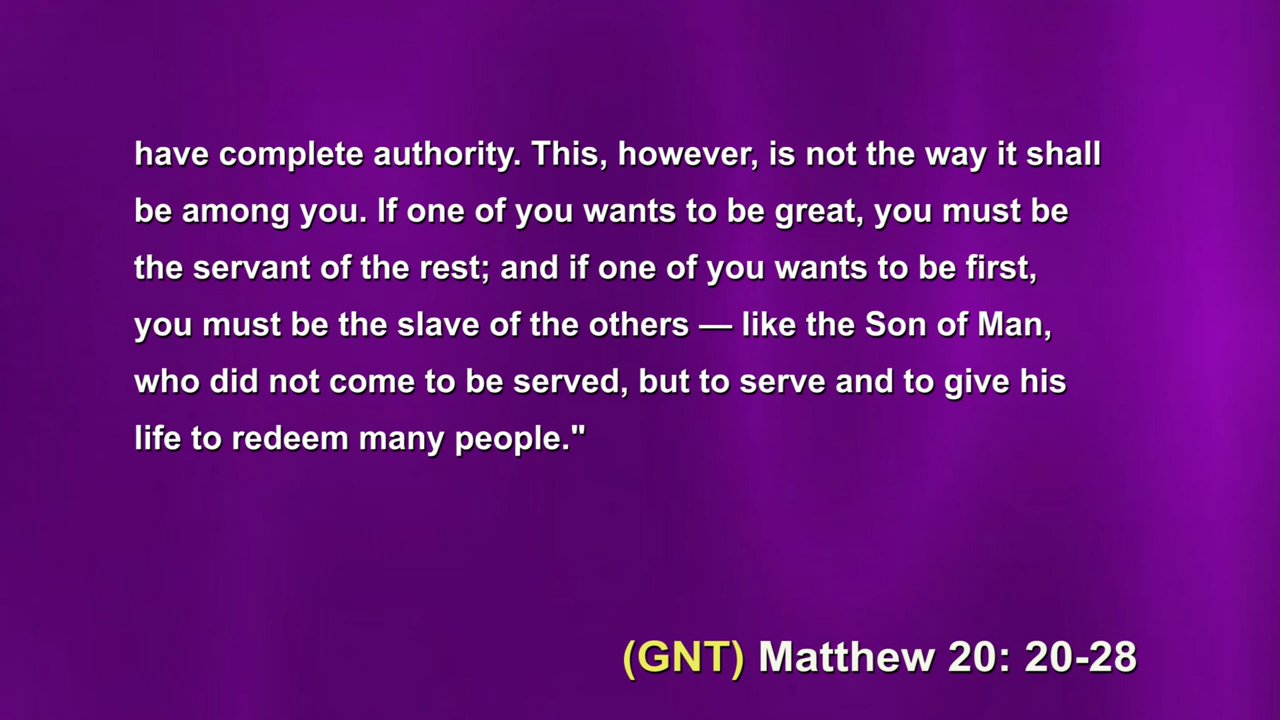 have complete authority. This, however, is not the way it shall
be among you. If one of you wants to be great, you must be
the servant of the rest; and if one of you wants to be first,
you must be the slave of the others — like the Son of Man,
who did not come to be served, but to serve and to give his
life to redeem many people."
(GNT) Matthew 20: 20-28